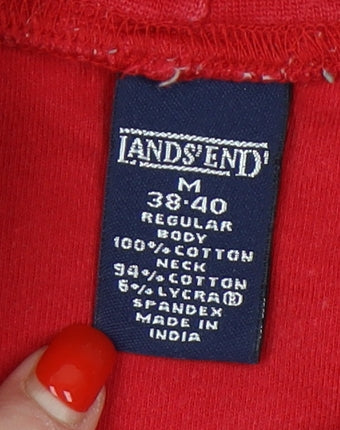 LANDS' END
M
38-40
REGULAR
BODY
100% COTTON
NECK
94% COTTON
6% LYCRA®
SPANDEX
MADE IN
INDIA